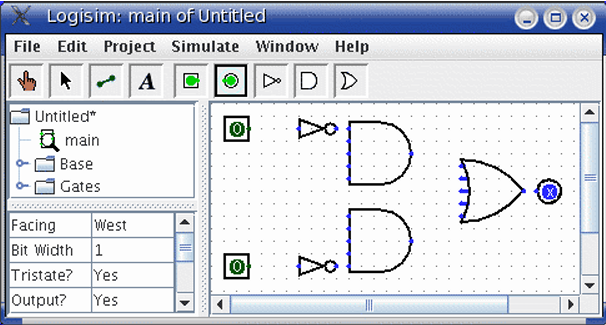 Logisim: main of Untitled
File Edit Project Simulate Window Help
A
Untitled*
main
Base
Gates
Facing West
Bit Width 1
Tristate? Yes
Output? Yes
0
0
x